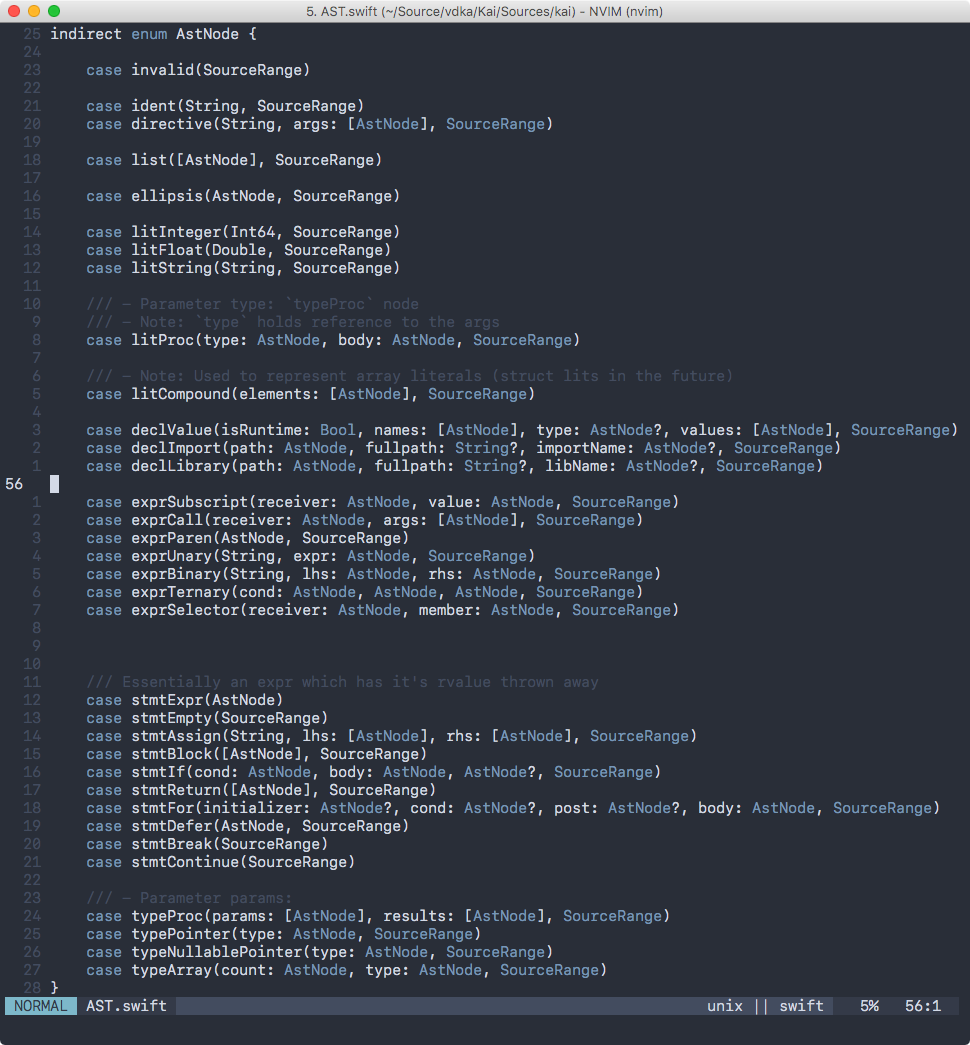 5. AST.swift (~/Source/vdka/Kai/Sources/kai) - NVIM (nvim)
25 indirect enum AstNode {
24
23     case invalid(SourceRange)
22
21     case ident(String, SourceRange)
20     case directive(String, args: [AstNode], SourceRange)
19
18     case list([AstNode], SourceRange)
17
16     case ellipsis(AstNode, SourceRange)
15
14     case litInteger(Int64, SourceRange)
13     case litFloat(Double, SourceRange)
12     case litString(String, SourceRange)
11
10     /// – Parameter type: `typeProc` node
9     /// – Note: `type` holds reference to the args
8     case litProc(type: AstNode, body: AstNode, SourceRange)
7
6     /// – Note: Used to represent array literals (struct lits in the future)
5     case litCompound(elements: [AstNode], SourceRange)
4
3     case declValue(isRuntime: Bool, names: [AstNode], type: AstNode?, values: [AstNode], SourceRange)
2     case declImport(path: AstNode, fullpath: String?, importName: AstNode?, SourceRange)
1     case declLibrary(path: AstNode, fullpath: String?, libName: AstNode?, SourceRange)
56
1     case exprSubscript(receiver: AstNode, value: AstNode, SourceRange)
2     case exprCall(receiver: AstNode, args: [AstNode], SourceRange)
3     case exprParen(AstNode, SourceRange)
4     case exprUnary(String, expr: AstNode, SourceRange)
5     case exprBinary(String, lhs: AstNode, rhs: AstNode, SourceRange)
6     case exprTernary(cond: AstNode, AstNode, AstNode, SourceRange)
7     case exprSelector(receiver: AstNode, member: AstNode, SourceRange)
8
9
10
11     /// Essentially an expr which has it's rvalue thrown away
12     case stmtExpr(AstNode)
13     case stmtEmpty(SourceRange)
14     case stmtAssign(String, lhs: [AstNode], rhs: [AstNode], SourceRange)
15     case stmtBlock([AstNode], SourceRange)
16     case stmtIf(cond: AstNode, body: AstNode, AstNode?, SourceRange)
17     case stmtReturn([AstNode], SourceRange)
18     case stmtFor(initializer: AstNode?, cond: AstNode?, post: AstNode?, body: AstNode, SourceRange)
19     case stmtDefer(AstNode, SourceRange)
20     case stmtBreak(SourceRange)
21     case stmtContinue(SourceRange)
22
23     /// – Parameter params:
24     case typeProc(params: [AstNode], results: [AstNode], SourceRange)
25     case typePointer(type: AstNode, SourceRange)
26     case typeNullablePointer(type: AstNode, SourceRange)
27     case typeArray(count: AstNode, type: AstNode, SourceRange)
28 }
NORMAL AST.swift unix || swift 5% 56:1